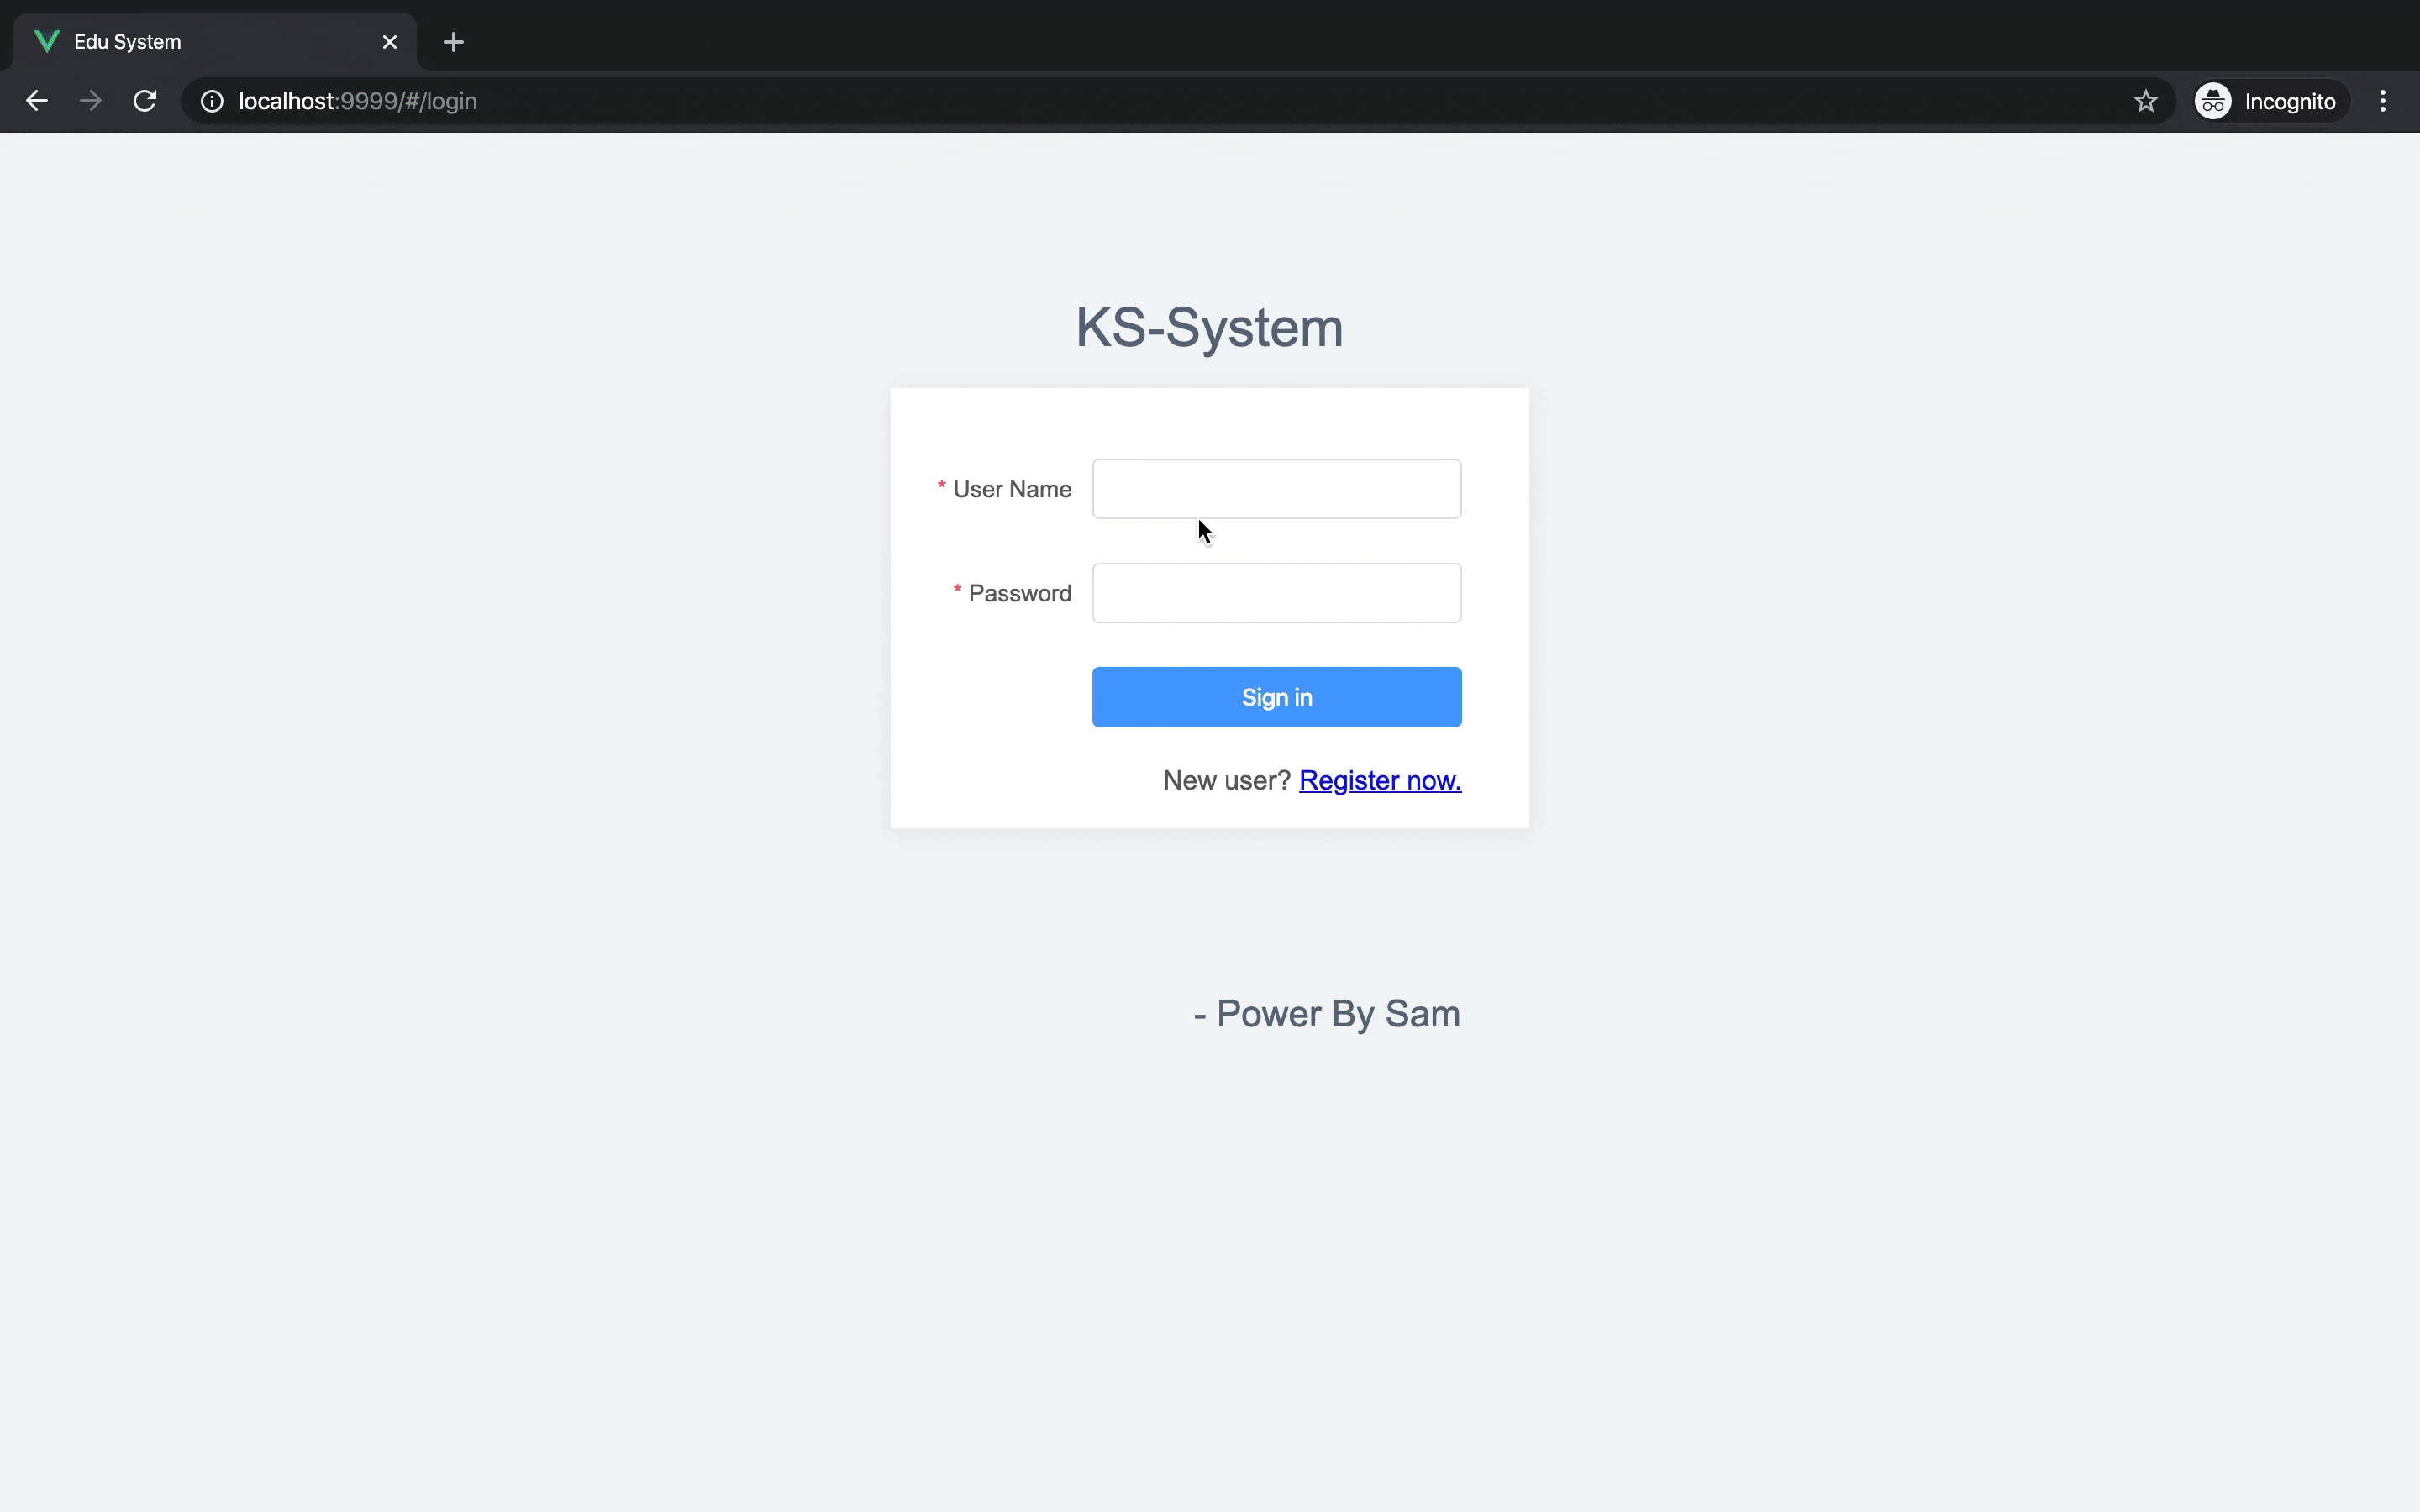 Edu System
localhost:9999/#/login
Incognito
KS-System
* User Name
* Password
Sign in
New user? Register now.
- Power By Sam